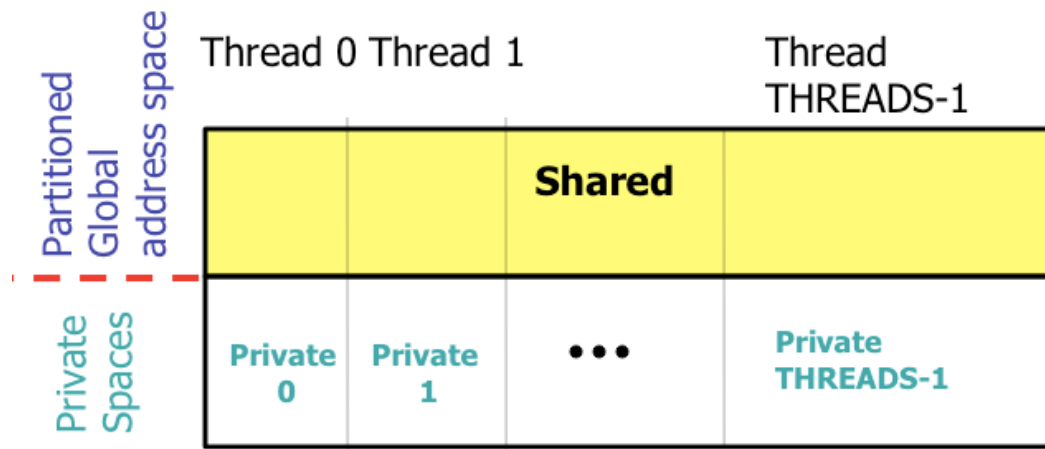 Partitioned
Global
address space
Thread 0 Thread 1
Thread
THREADS-1
Shared
Private
Spaces
Private
0
Private
1
•••
Private
THREADS-1